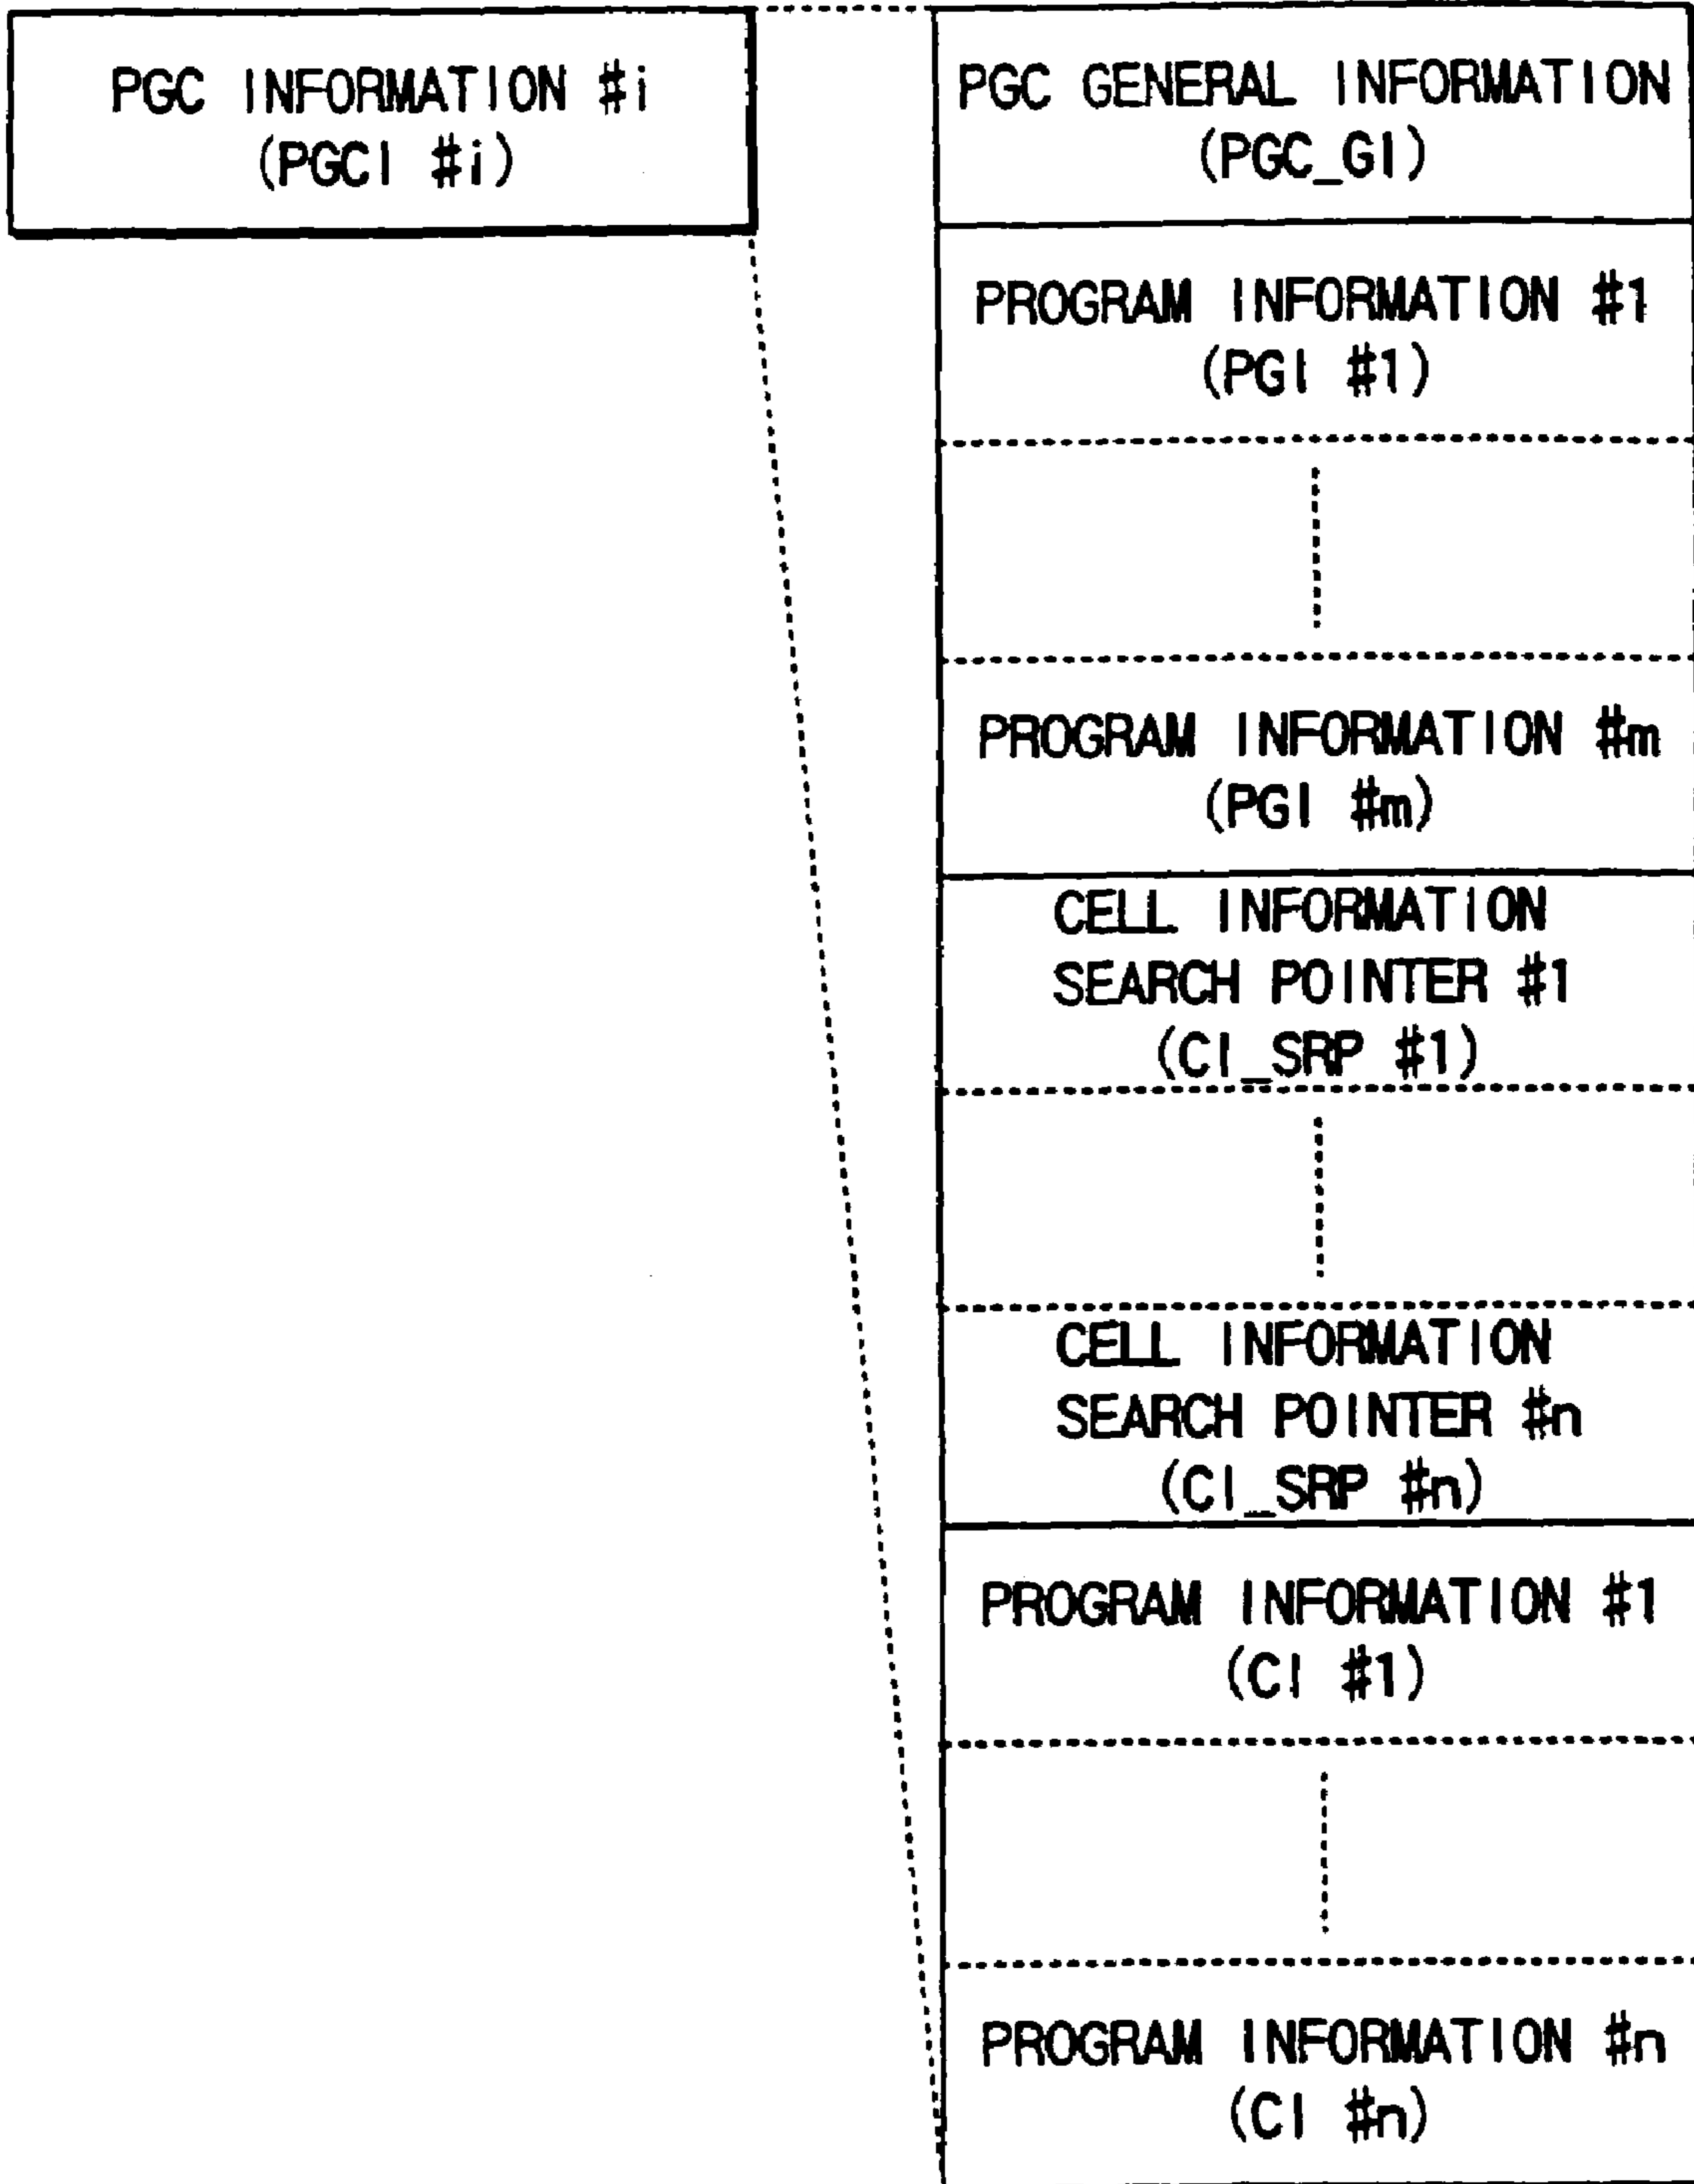 PGC INFORMATION #i
(PGCI #i)
PGC GENERAL INFORMATION
(PGC_GI)
PROGRAM INFORMATION #1
(PGI #1)
PROGRAM INFORMATION #m
(PGI #m)
CELL INFORMATION
SEARCH POINTER #1
(CI_SRP #1)
CELL INFORMATION
SEARCH POINTER #n
(CI_SRP #n)
PROGRAM INFORMATION #1
(CI #1)
PROGRAM INFORMATION #n
(CI #n)